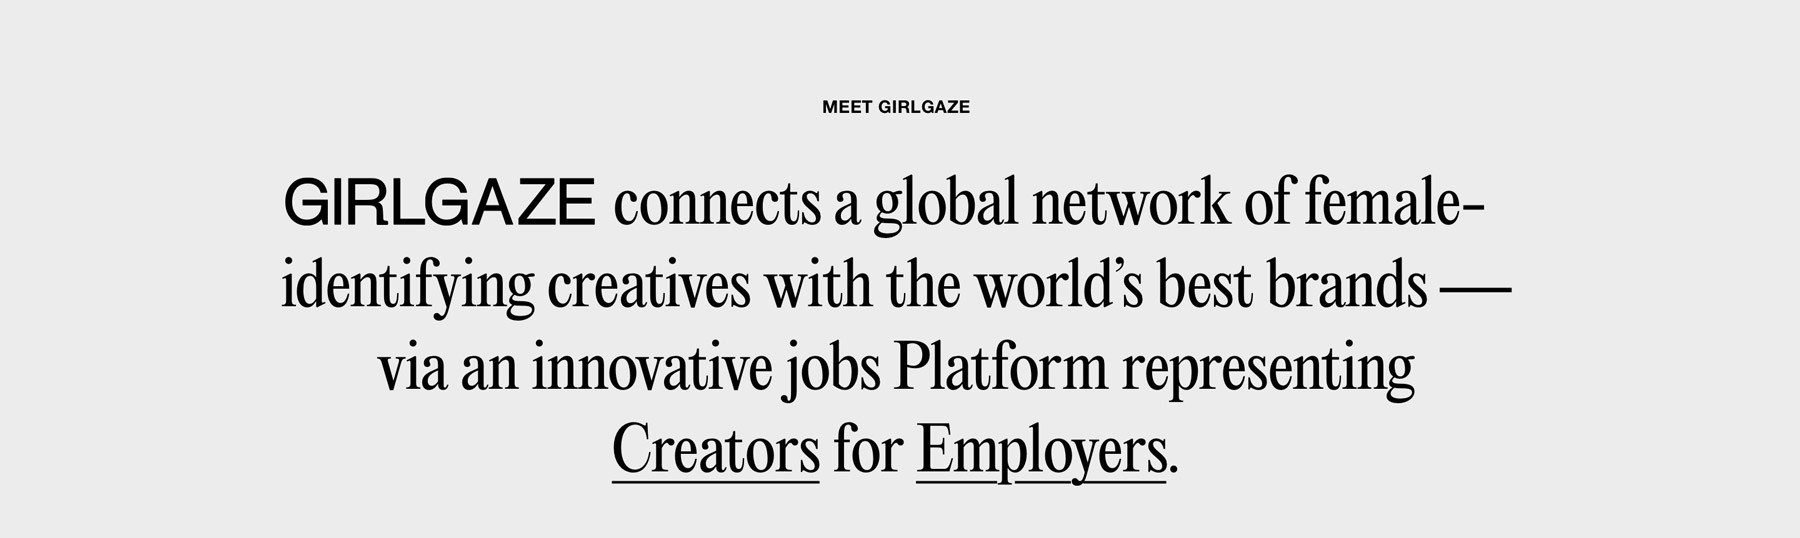 MEET GIRLGAZE
GIRLGAZE connects a global network of female-
identifying creatives with the world’s best brands —
via an innovative jobs Platform representing
Creators for Employers.